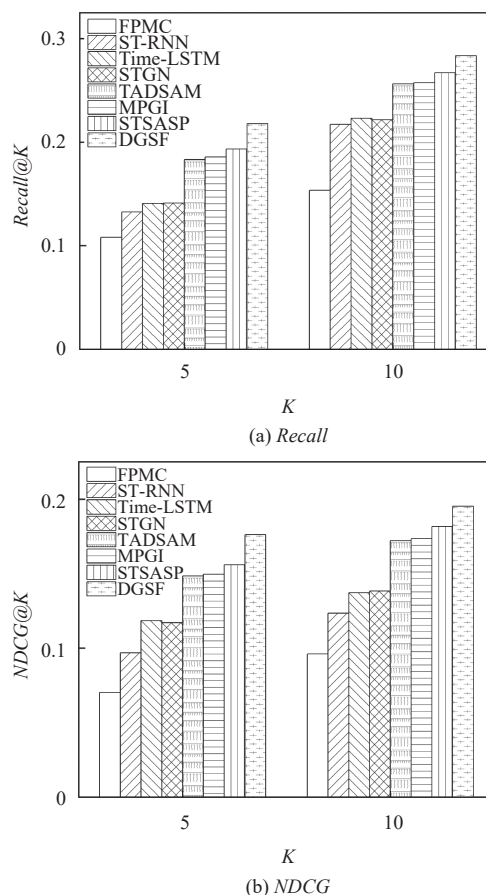 0.3
0.2
0.1
0
Recall@K
FPMC
ST-RNN
Time-LSTM
STGN
TADSAM
MPGI
STSASP
DGSF
5
10
K
(a) Recall
0.2
0.1
0
NDCG@K
FPMC
ST-RNN
Time-LSTM
STGN
TADSAM
MPGI
STSASP
DGSF
5
10
K
(b) NDCG